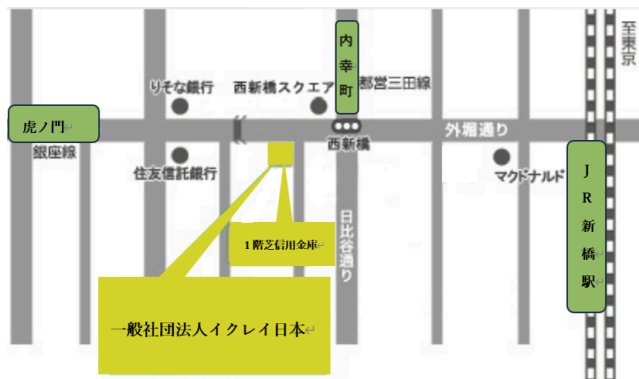 至東京
内幸町
都営三田線
りそな銀行
西新橋スクエア
虎ノ門
銀座線
外堀通り
西新橋
住友信託銀行
マクドナルド
JR新橋駅
日比谷通り
1階芝信用金庫
一般社団法人イクレイ日本